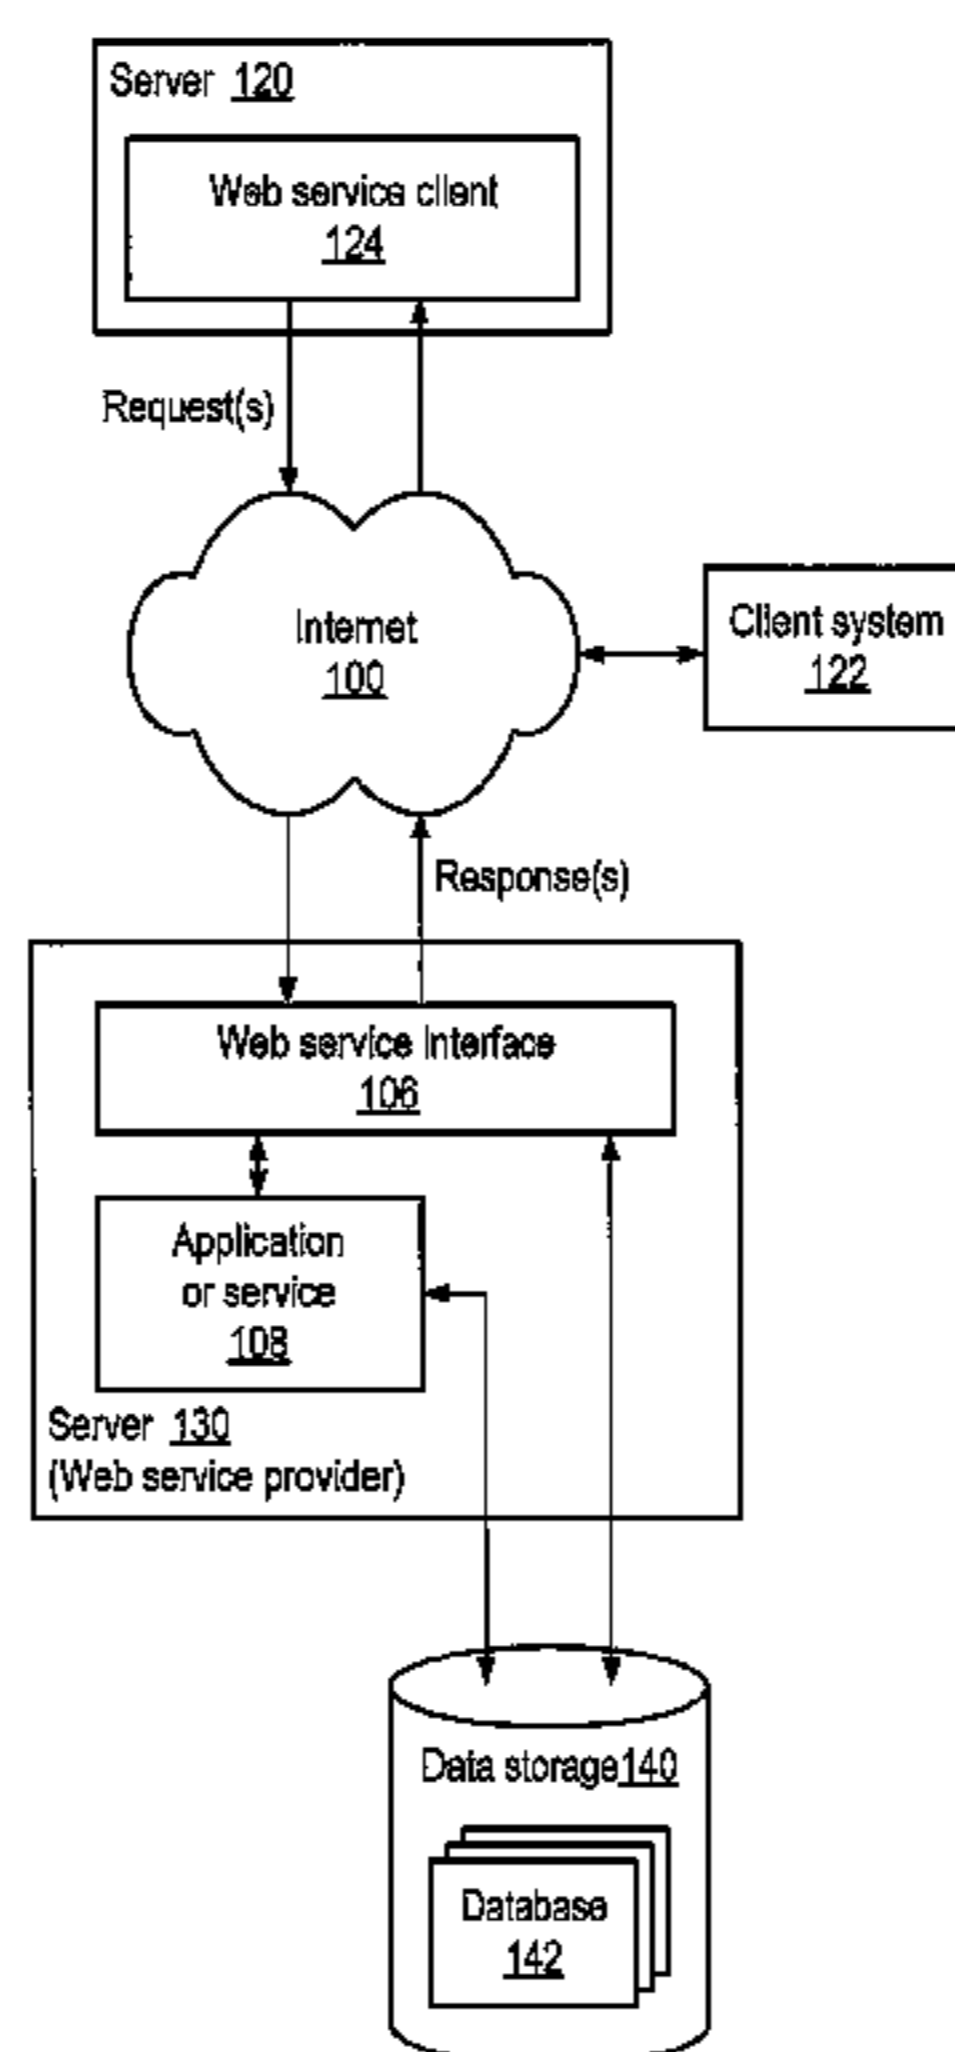 Server 120
Web service client
124
Request(s)
Internet
100
Client system
122
Response(s)
Web service interface
106
Application
or service
108
Server 130
(Web service provider)
Data storage 140
Database
142